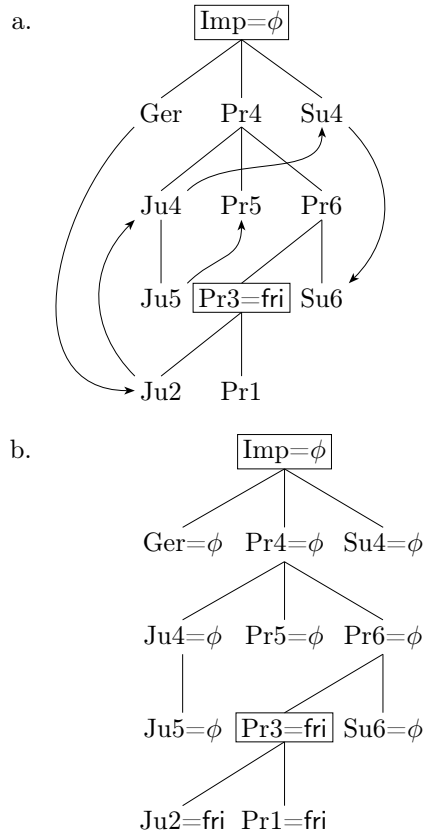 a.
Imp=ϕ
Ger Pr4 Su4
Ju4 Pr5 Pr6
Ju5 Pr3=fri Su6
Ju2 Pr1
b.
Imp=ϕ
Ger=ϕ Pr4=ϕ Su4=ϕ
Ju4=ϕ Pr5=ϕ Pr6=ϕ
Ju5=ϕ Pr3=fri Su6=ϕ
Ju2=fri Pr1=fri